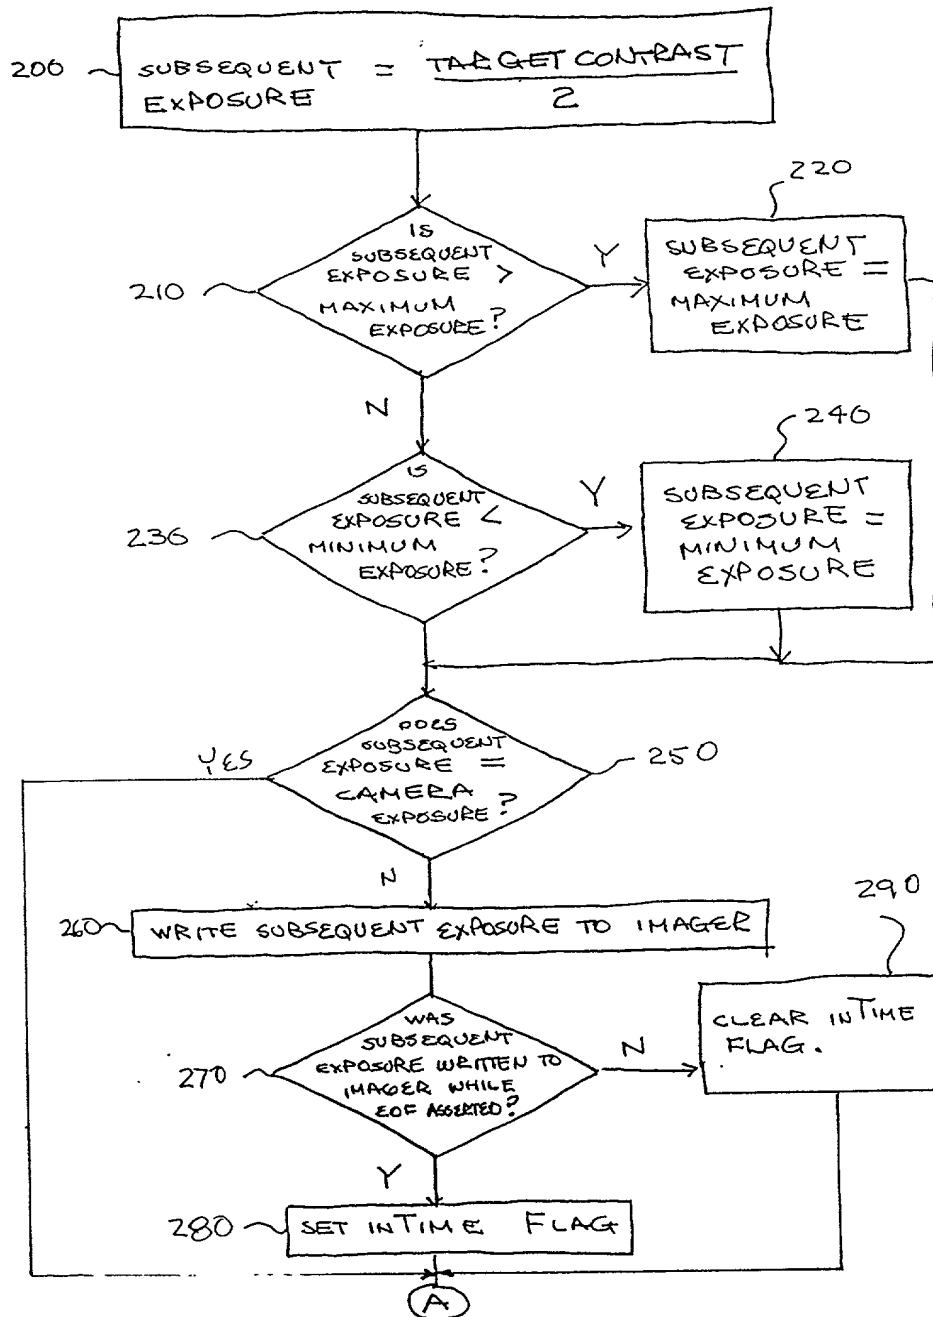 200
SUBSEQUENT = TARGET CONTRAST
EXPOSURE 2
IS
SUBSEQUENT
EXPOSURE >
MAXIMUM
EXPOSURE?
210
Y
220
SUBSEQUENT
EXPOSURE =
MAXIMUM
EXPOSURE
N
IS
SUBSEQUENT
EXPOSURE <
MINIMUM
EXPOSURE?
230
Y
240
SUBSEQUENT
EXPOSURE =
MINIMUM
EXPOSURE
DOES
SUBSEQUENT
EXPOSURE =
CAMERA
EXPOSURE?
YES
250
N
260
WRITE SUBSEQUENT EXPOSURE TO IMAGER
WAS
SUBSEQUENT
EXPOSURE WRITTEN TO
IMAGER WHILE
EOF ASSERTED?
270
N
290
CLEAR INTIME
FLAG.
Y
280
SET INTIME FLAG
A